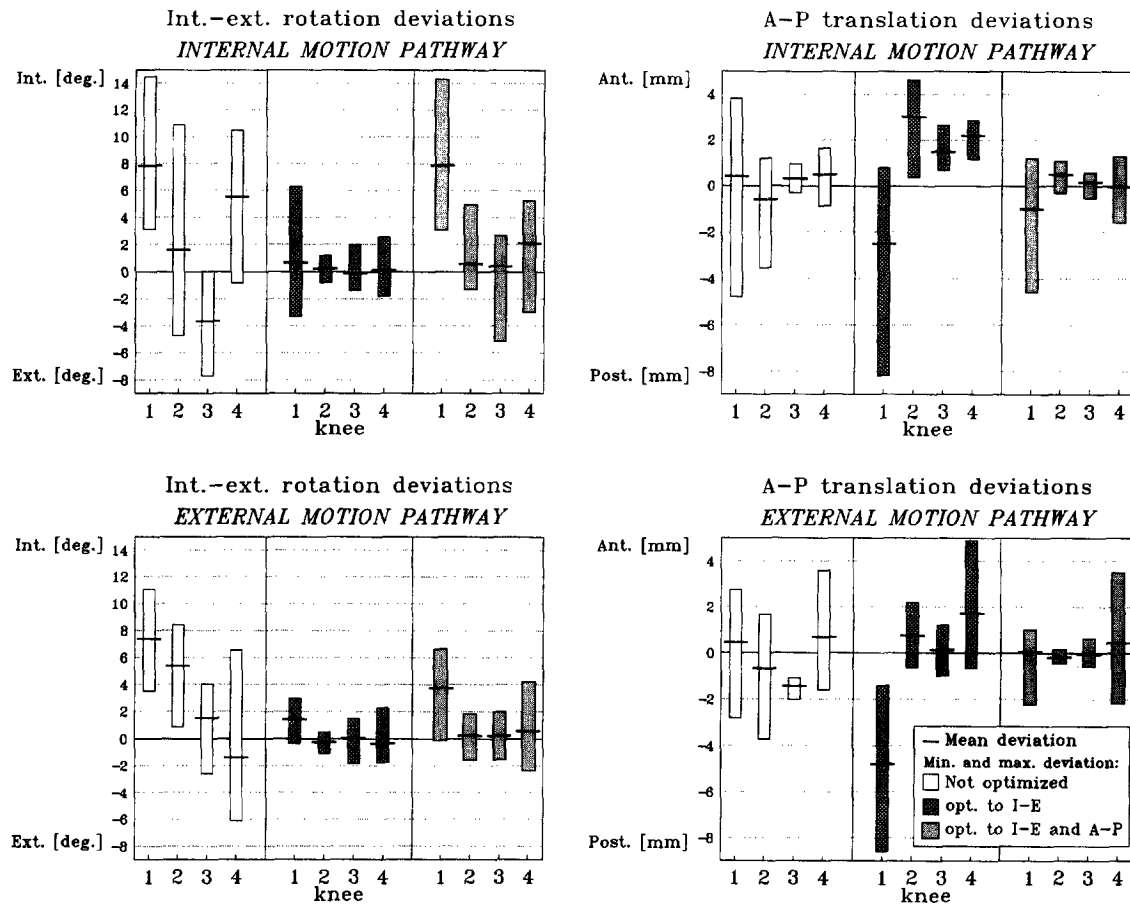 Int.-ext. rotation deviations
INTERNAL MOTION PATHWAY
Int. [deg.]
14
12
10
8
6
4
2
0
-2
-4
-6
-8
Ext. [deg.]
1 2 3 4 1 2 3 4 1 2 3 4
knee
A-P translation deviations
INTERNAL MOTION PATHWAY
Ant. [mm]
4
2
0
-2
-4
-6
-8
Post. [mm]
1 2 3 4 1 2 3 4 1 2 3 4
knee
Int.-ext. rotation deviations
EXTERNAL MOTION PATHWAY
Int. [deg.]
14
12
10
8
6
4
2
0
-2
-4
-6
-8
Ext. [deg.]
1 2 3 4 1 2 3 4 1 2 3 4
knee
A-P translation deviations
EXTERNAL MOTION PATHWAY
Ant. [mm]
4
2
0
-2
-4
-6
-8
Post. [mm]
Mean deviation
Min. and max. deviation:
Not optimized
opt. to I-E
opt. to I-E and A-P
1 2 3 4 1 2 3 4 1 2 3 4
knee